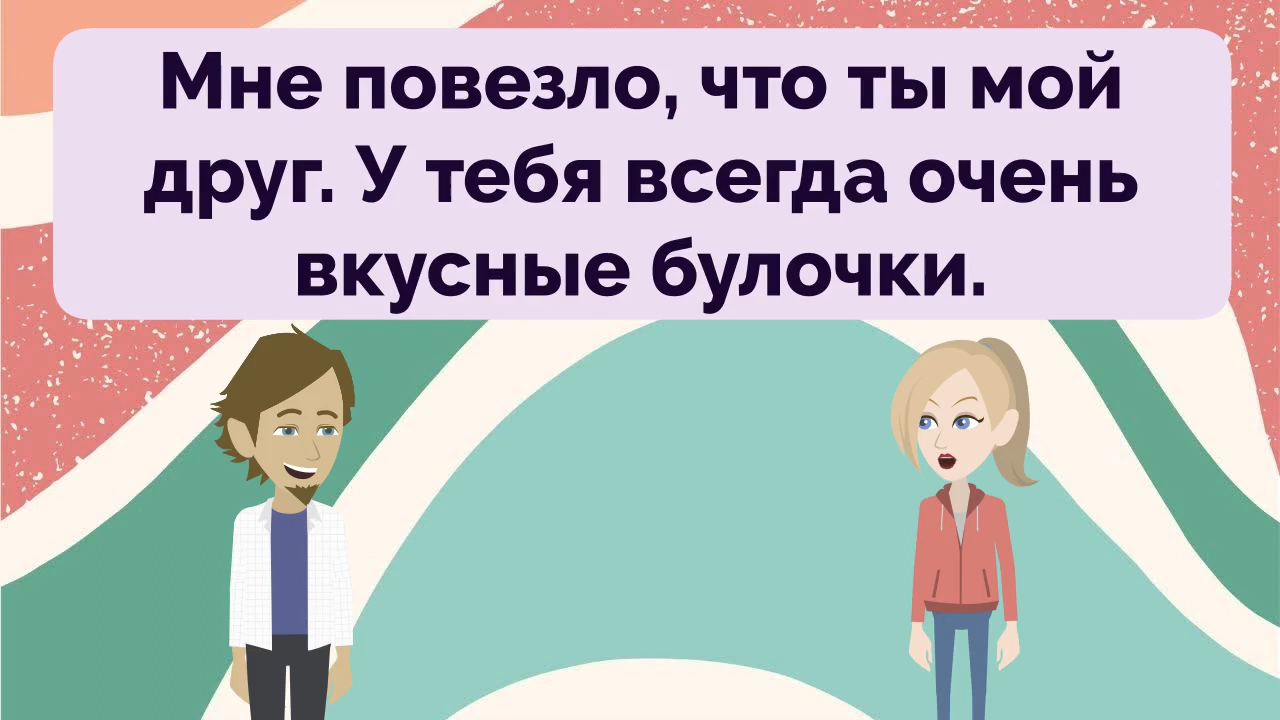 Мне повезло, что ты мой
друг. У тебя всегда очень
вкусные булочки.